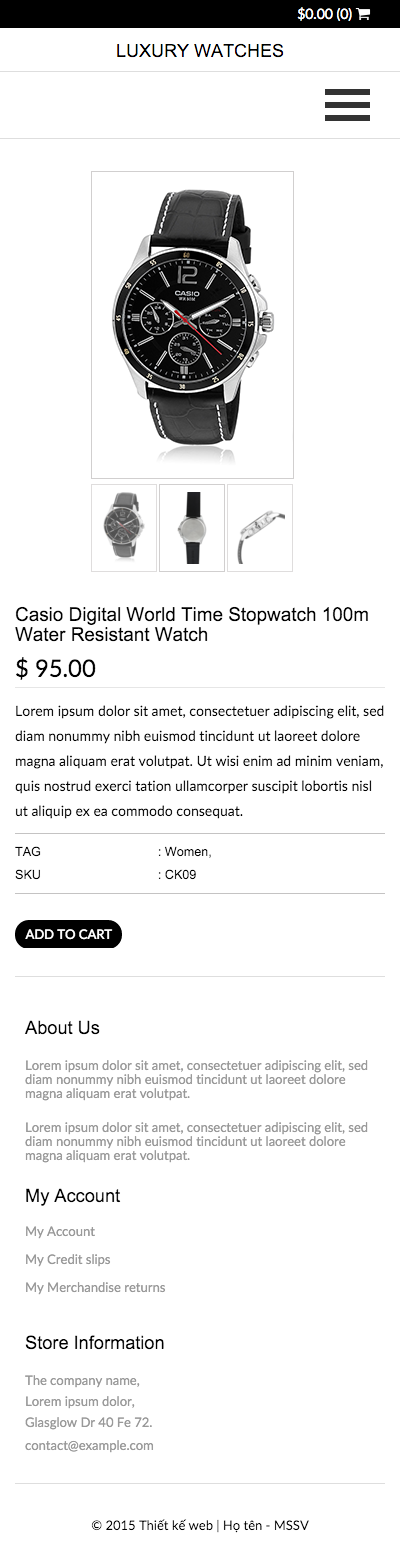 $0.00 (0)
LUXURY WATCHES
CASIO
WR 50M
Casio Digital World Time Stopwatch 100m
Water Resistant Watch
$ 95.00
Lorem ipsum dolor sit amet, consectetuer adipiscing elit, sed
diam nonummy nibh euismod tincidunt ut laoreet dolore
magna aliquam erat volutpat. Ut wisi enim ad minim veniam,
quis nostrud exerci tation ullamcorper suscipit lobortis nisl
ut aliquip ex ea commodo consequat.
TAG : Women,
SKU : CK09
ADD TO CART
About Us
Lorem ipsum dolor sit amet, consectetuer adipiscing elit, sed
diam nonummy nibh euismod tincidunt ut laoreet dolore
magna aliquam erat volutpat.
Lorem ipsum dolor sit amet, consectetuer adipiscing elit, sed
diam nonummy nibh euismod tincidunt ut laoreet dolore
magna aliquam erat volutpat.
My Account
My Account
My Credit slips
My Merchandise returns
Store Information
The company name,
Lorem ipsum dolor,
Glasglow Dr 40 Fe 72.
contact@example.com
© 2015 Thiết kế web | Họ tên - MSSV